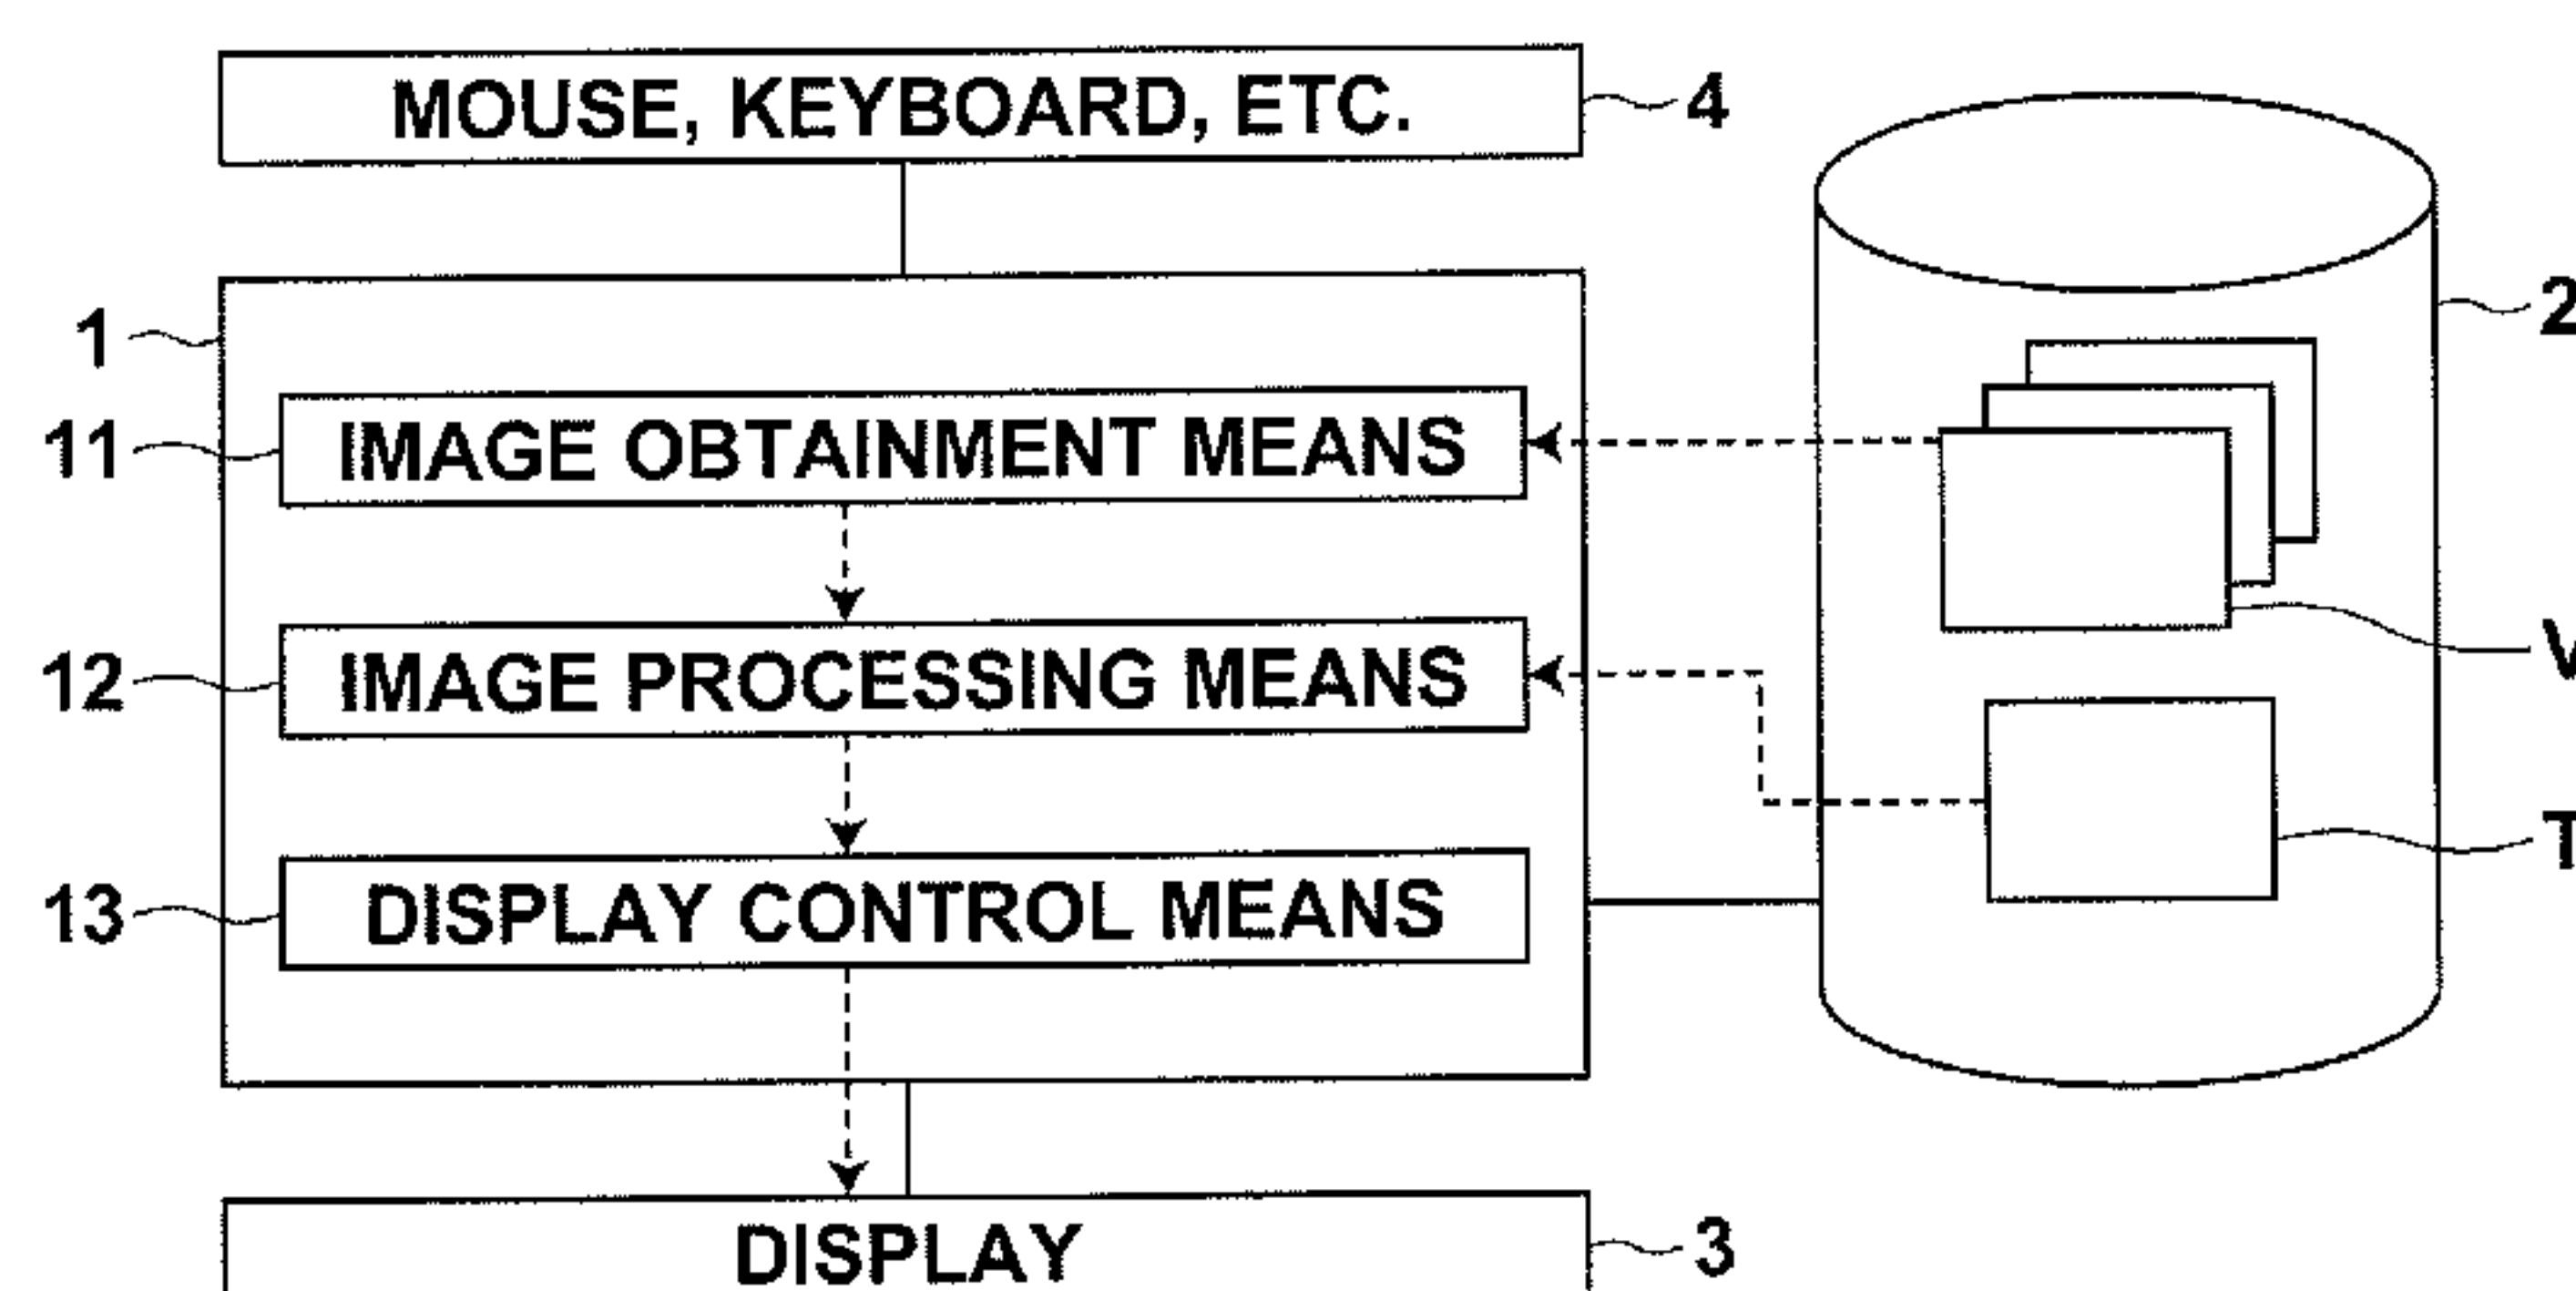 MOUSE, KEYBOARD, ETC.
4
1
2
11
IMAGE OBTAINMENT MEANS
12
IMAGE PROCESSING MEANS
V
T
13
DISPLAY CONTROL MEANS
DISPLAY
3